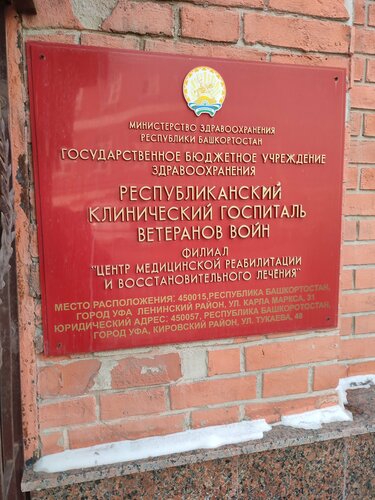 МИНИСТЕРСТВО ЗДРАВООХРАНЕНИЯ
РЕСПУБЛИКИ БАШКОРТОСТАН
ГОСУДАРСТВЕННОЕ БЮДЖЕТНОЕ УЧРЕЖДЕНИЕ
ЗДРАВООХРАНЕНИЯ
РЕСПУБЛИКАНСКИЙ
КЛИНИЧЕСКИЙ ГОСПИТАЛЬ
ВЕТЕРАНОВ ВОЙН
ФИЛИАЛ
"ЦЕНТР МЕДИЦИНСКОЙ РЕАБИЛИТАЦИИ
И ВОССТАНОВИТЕЛЬНОГО ЛЕЧЕНИЯ"
МЕСТО РАСПОЛОЖЕНИЯ: 450015,РЕСПУБЛИКА БАШКОРТОСТАН,
ГОРОД УФА ЛЕНИНСКИЙ РАЙОН, УЛ. КАРЛА МАРКСА, 31
ЮРИДИЧЕСКИЙ АДРЕС: 450057, РЕСПУБЛИКА БАШКОРОТОСТАН,
ГОРОД УФА, КИРОВСКИЙ РАЙОН, УЛ. ТУКАЕВА, 48